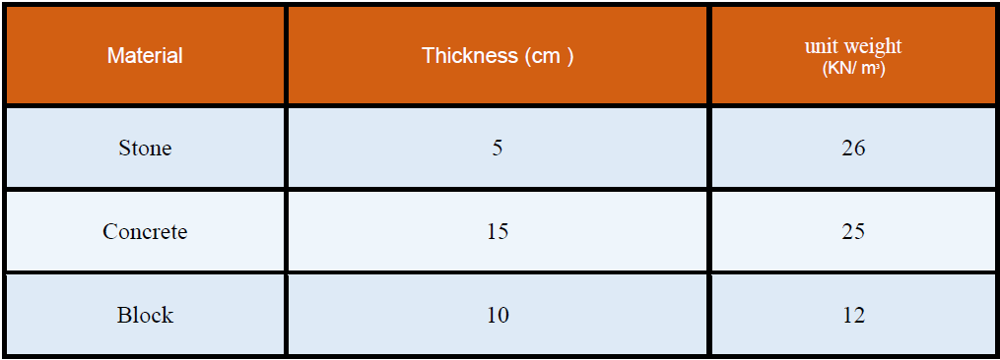 Material Thickness (cm ) unit weight
(KN/ m³)
Stone 5 26
Concrete 15 25
Block 10 12